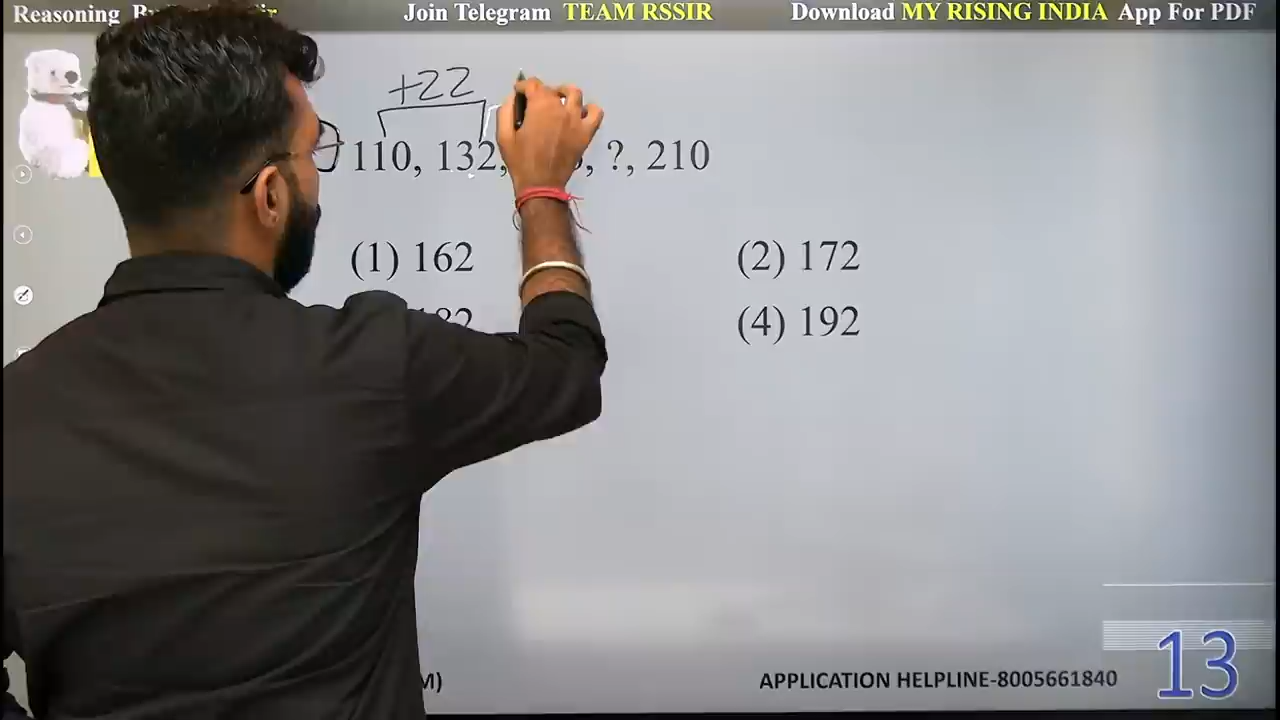 Reasoning By Join Telegram TEAM RSSIR Download MY RISING INDIA App For PDF
+22
110, 132, ?, 210
(1) 162 (2) 172
(4) 192
13
APPLICATION HELPLINE-8005661840